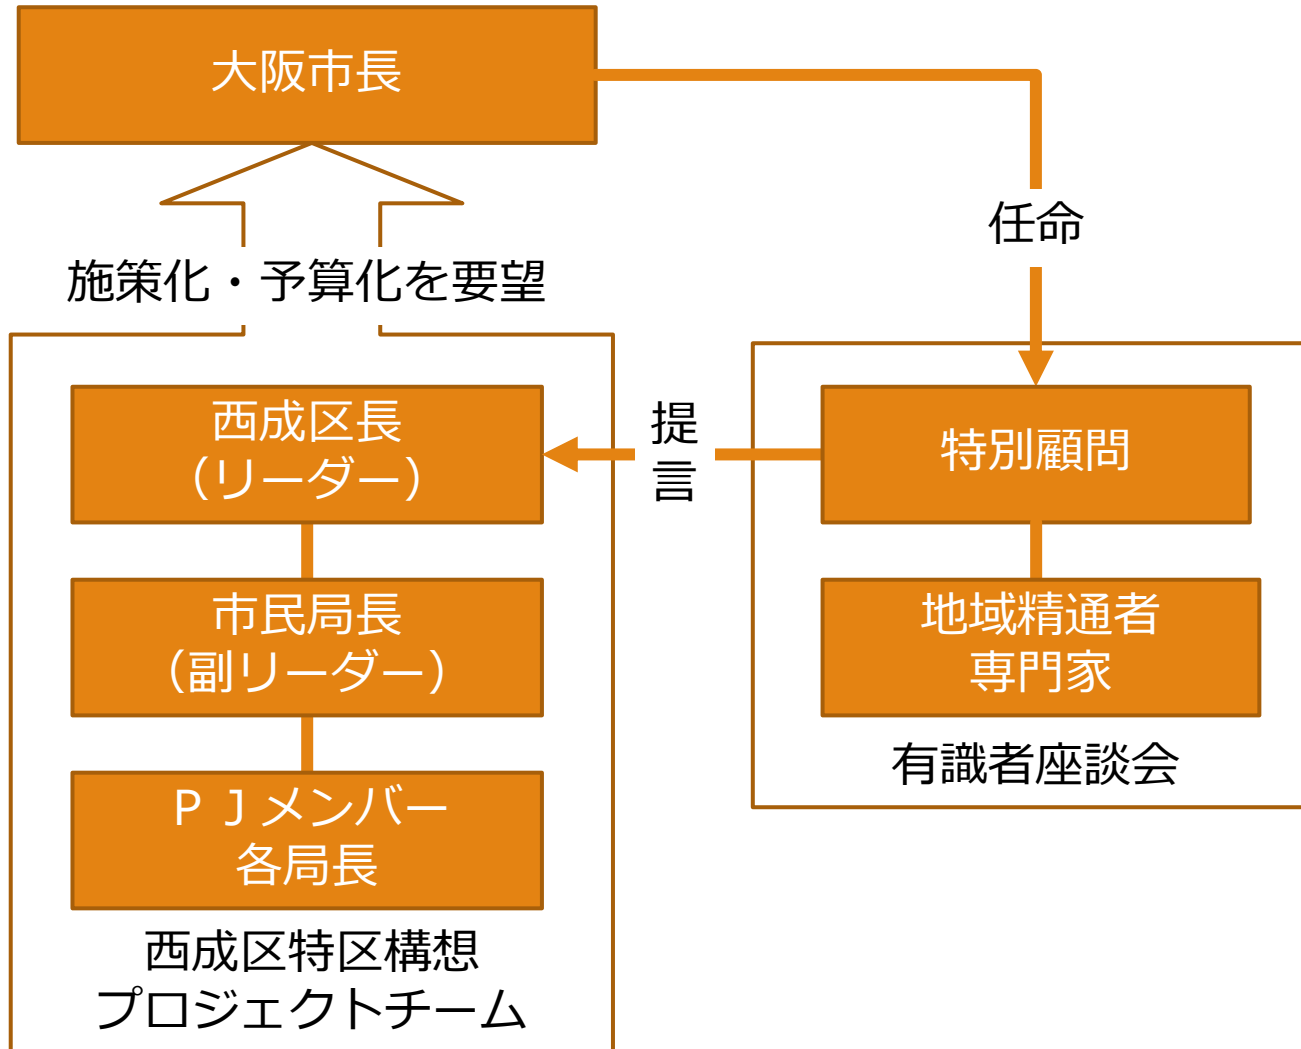 大阪市長
任命
施策化・予算化を要望
西成区長
（リーダー）
提
言
特別顧問
市民局長
（副リーダー）
地域精通者
専門家
有識者座談会
ＰＪメンバー
各局長
西成区特区構想
プロジェクトチーム